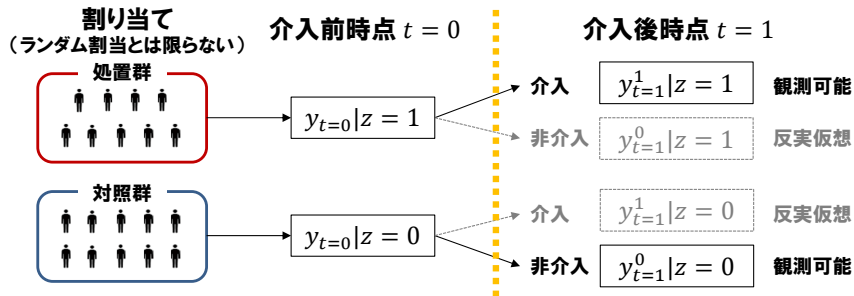 割り当て
（ランダム割当とは限らない）
介入前時点 t = 0
介入後時点 t = 1
処置群
y_{t=0}|z = 1
介入
y^1_{t=1}|z = 1
観測可能
非介入
y^0_{t=1}|z = 1
反実仮想
対照群
y_{t=0}|z = 0
介入
y^1_{t=1}|z = 0
反実仮想
非介入
y^0_{t=1}|z = 0
観測可能